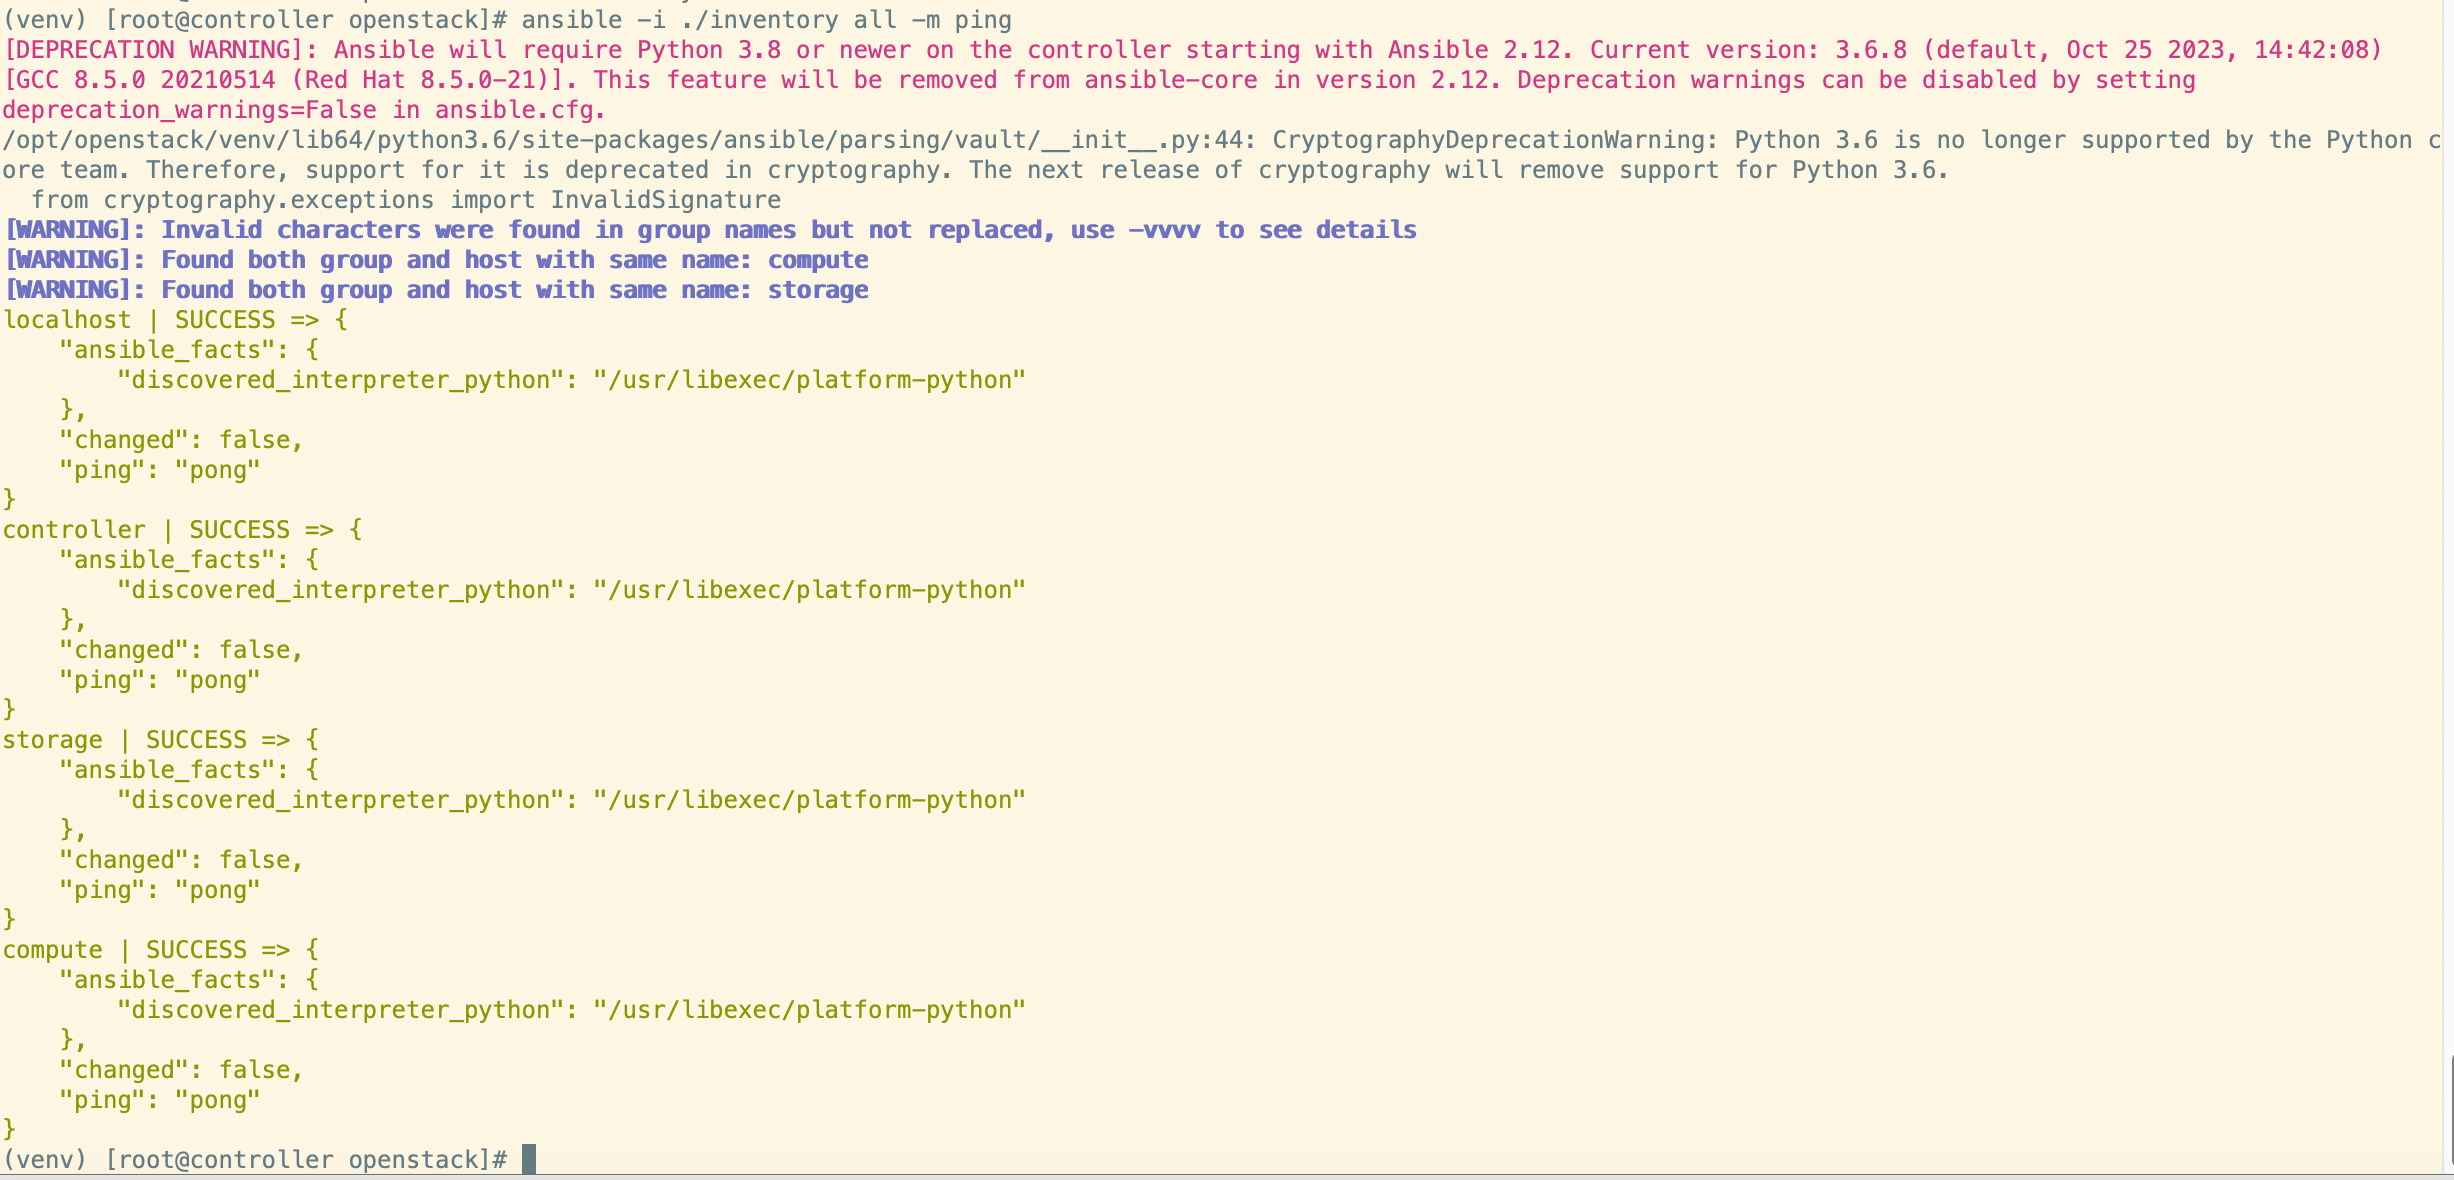 (venv) [root@controller openstack]# ansible -i ./inventory all -m ping
[DEPRECATION WARNING]: Ansible will require Python 3.8 or newer on the controller starting with Ansible 2.12. Current version: 3.6.8 (default, Oct 25 2023, 14:42:08)
[GCC 8.5.0 20210514 (Red Hat 8.5.0-21)]. This feature will be removed from ansible-core in version 2.12. Deprecation warnings can be disabled by setting
deprecation_warnings=False in ansible.cfg.
/opt/openstack/venv/lib64/python3.6/site-packages/ansible/parsing/vault/__init__.py:44: CryptographyDeprecationWarning: Python 3.6 is no longer supported by the Python c
ore team. Therefore, support for it is deprecated in cryptography. The next release of cryptography will remove support for Python 3.6.
  from cryptography.exceptions import InvalidSignature
[WARNING]: Invalid characters were found in group names but not replaced, use -vvvv to see details
[WARNING]: Found both group and host with same name: compute
[WARNING]: Found both group and host with same name: storage
localhost | SUCCESS => {
    "ansible_facts": {
        "discovered_interpreter_python": "/usr/libexec/platform-python"
    },
    "changed": false,
    "ping": "pong"
}
controller | SUCCESS => {
    "ansible_facts": {
        "discovered_interpreter_python": "/usr/libexec/platform-python"
    },
    "changed": false,
    "ping": "pong"
}
storage | SUCCESS => {
    "ansible_facts": {
        "discovered_interpreter_python": "/usr/libexec/platform-python"
    },
    "changed": false,
    "ping": "pong"
}
compute | SUCCESS => {
    "ansible_facts": {
        "discovered_interpreter_python": "/usr/libexec/platform-python"
    },
    "changed": false,
    "ping": "pong"
}
(venv) [root@controller openstack]#